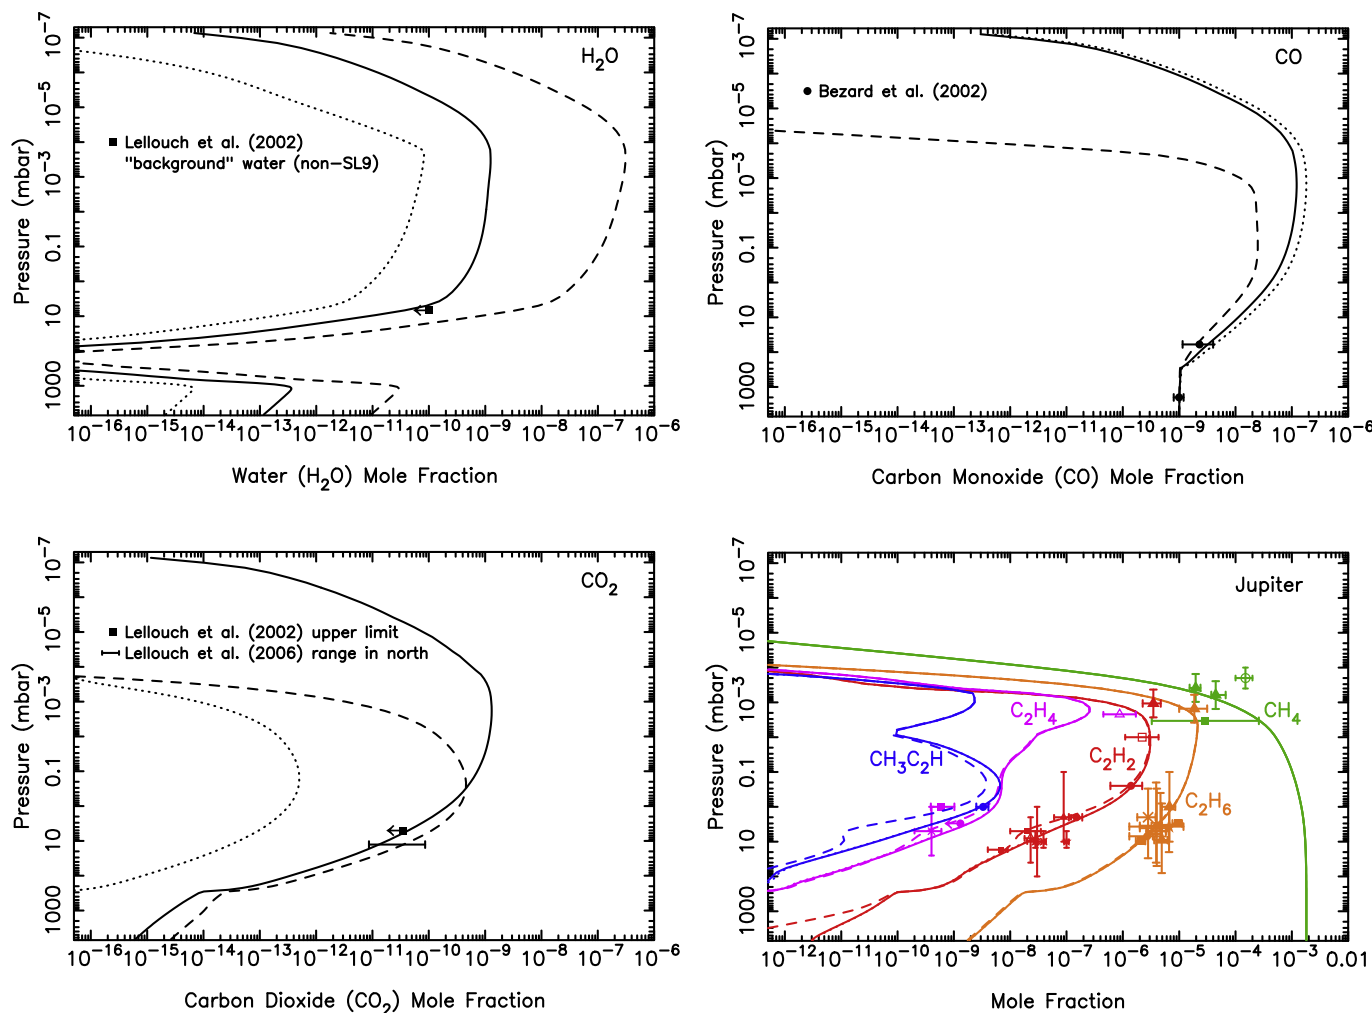 H₂O
Lellouch et al. (2002)
"background" water (non−SL9)
Pressure (mbar)
10⁻⁷
10⁻⁵
10⁻³
0.1
10
1000
10⁻¹⁶ 10⁻¹⁵ 10⁻¹⁴ 10⁻¹³ 10⁻¹² 10⁻¹¹ 10⁻¹⁰ 10⁻⁹ 10⁻⁸ 10⁻⁷ 10⁻⁶
Water (H₂O) Mole Fraction
CO
Bezard et al. (2002)
Pressure (mbar)
10⁻⁷
10⁻⁵
10⁻³
0.1
10
1000
10⁻¹⁶ 10⁻¹⁵ 10⁻¹⁴ 10⁻¹³ 10⁻¹² 10⁻¹¹ 10⁻¹⁰ 10⁻⁹ 10⁻⁸ 10⁻⁷ 10⁻⁶
Carbon Monoxide (CO) Mole Fraction
CO₂
Lellouch et al. (2002) upper limit
Lellouch et al. (2006) range in north
Pressure (mbar)
10⁻⁷
10⁻⁵
10⁻³
0.1
10
1000
10⁻¹⁶ 10⁻¹⁵ 10⁻¹⁴ 10⁻¹³ 10⁻¹² 10⁻¹¹ 10⁻¹⁰ 10⁻⁹ 10⁻⁸ 10⁻⁷ 10⁻⁶
Carbon Dioxide (CO₂) Mole Fraction
Jupiter
C₂H₄
CH₄
CH₃C₂H
C₂H₂
C₂H₆
Pressure (mbar)
10⁻⁷
10⁻⁵
10⁻³
0.1
10
1000
10⁻¹² 10⁻¹¹ 10⁻¹⁰ 10⁻⁹ 10⁻⁸ 10⁻⁷ 10⁻⁶ 10⁻⁵ 10⁻⁴ 10⁻³ 0.01
Mole Fraction